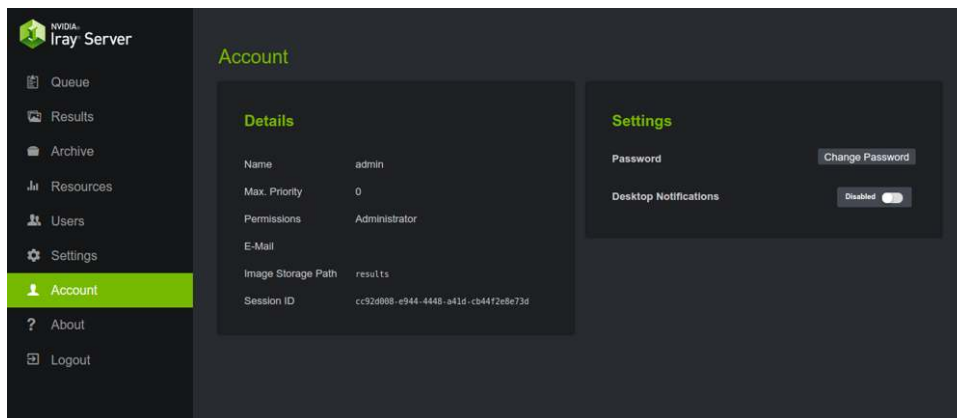 NVIDIA.
Iray Server
Queue
Results
Archive
Resources
Users
Settings
Account
? About
Logout
Account
Details
Name admin
Max. Priority 0
Permissions Administrator
E-Mail
Image Storage Path results
Session ID cc92d008-e944-4448-a41d-cb44f2e8e73d
Settings
Password Change Password
Desktop Notifications Disabled